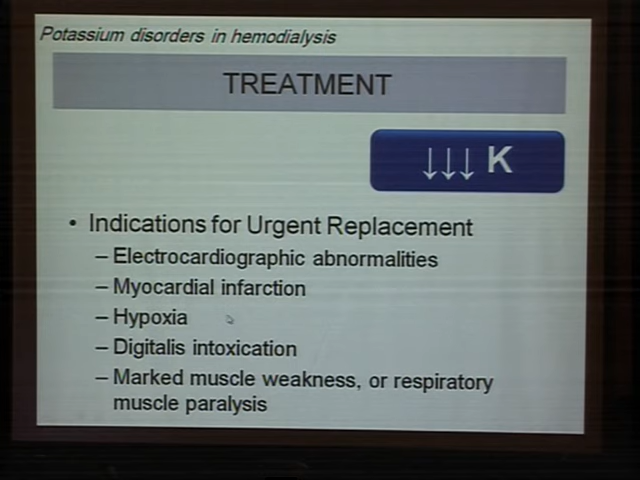 Potassium disorders in hemodialysis
TREATMENT
↓↓↓ K
• Indications for Urgent Replacement
– Electrocardiographic abnormalities
– Myocardial infarction
– Hypoxia
– Digitalis intoxication
– Marked muscle weakness, or respiratory
muscle paralysis